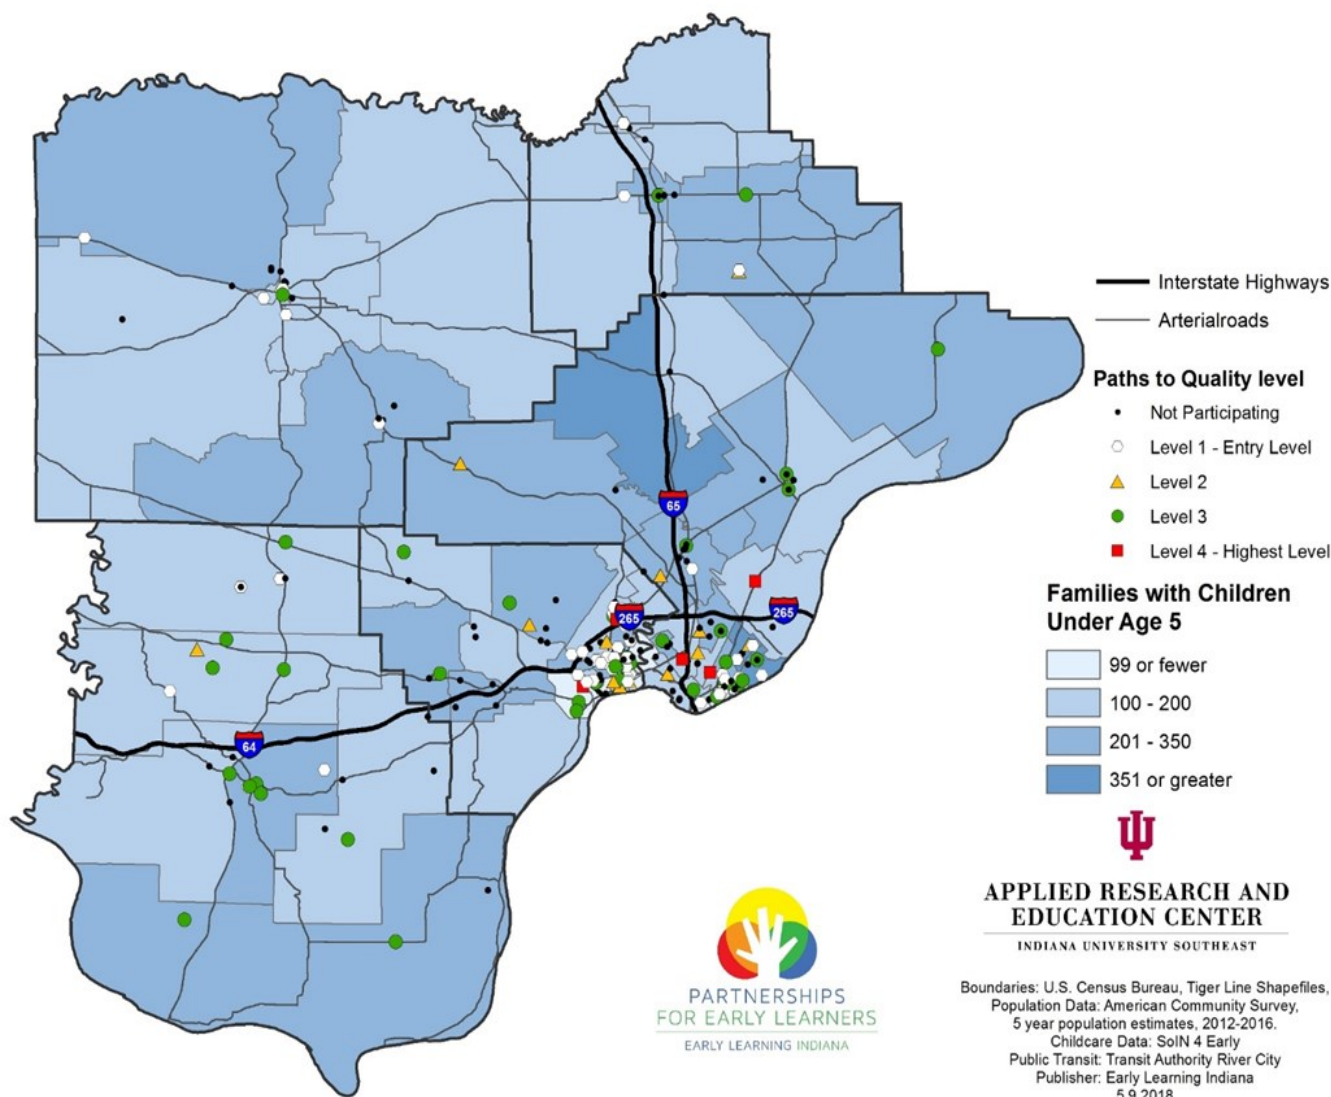 Interstate Highways
Arterialroads
Paths to Quality level
Not Participating
Level 1 - Entry Level
Level 2
Level 3
Level 4 - Highest Level
Families with Children
Under Age 5
99 or fewer
100 - 200
201 - 350
351 or greater
65
265
265
64
APPLIED RESEARCH AND
EDUCATION CENTER
INDIANA UNIVERSITY SOUTHEAST
PARTNERSHIPS
FOR EARLY LEARNERS
EARLY LEARNING INDIANA
Boundaries: U.S. Census Bureau, Tiger Line Shapefiles,
Population Data: American Community Survey,
5 year population estimates, 2012-2016.
Childcare Data: SoIN 4 Early
Public Transit: Transit Authority River City
Publisher: Early Learning Indiana
5.9.2018